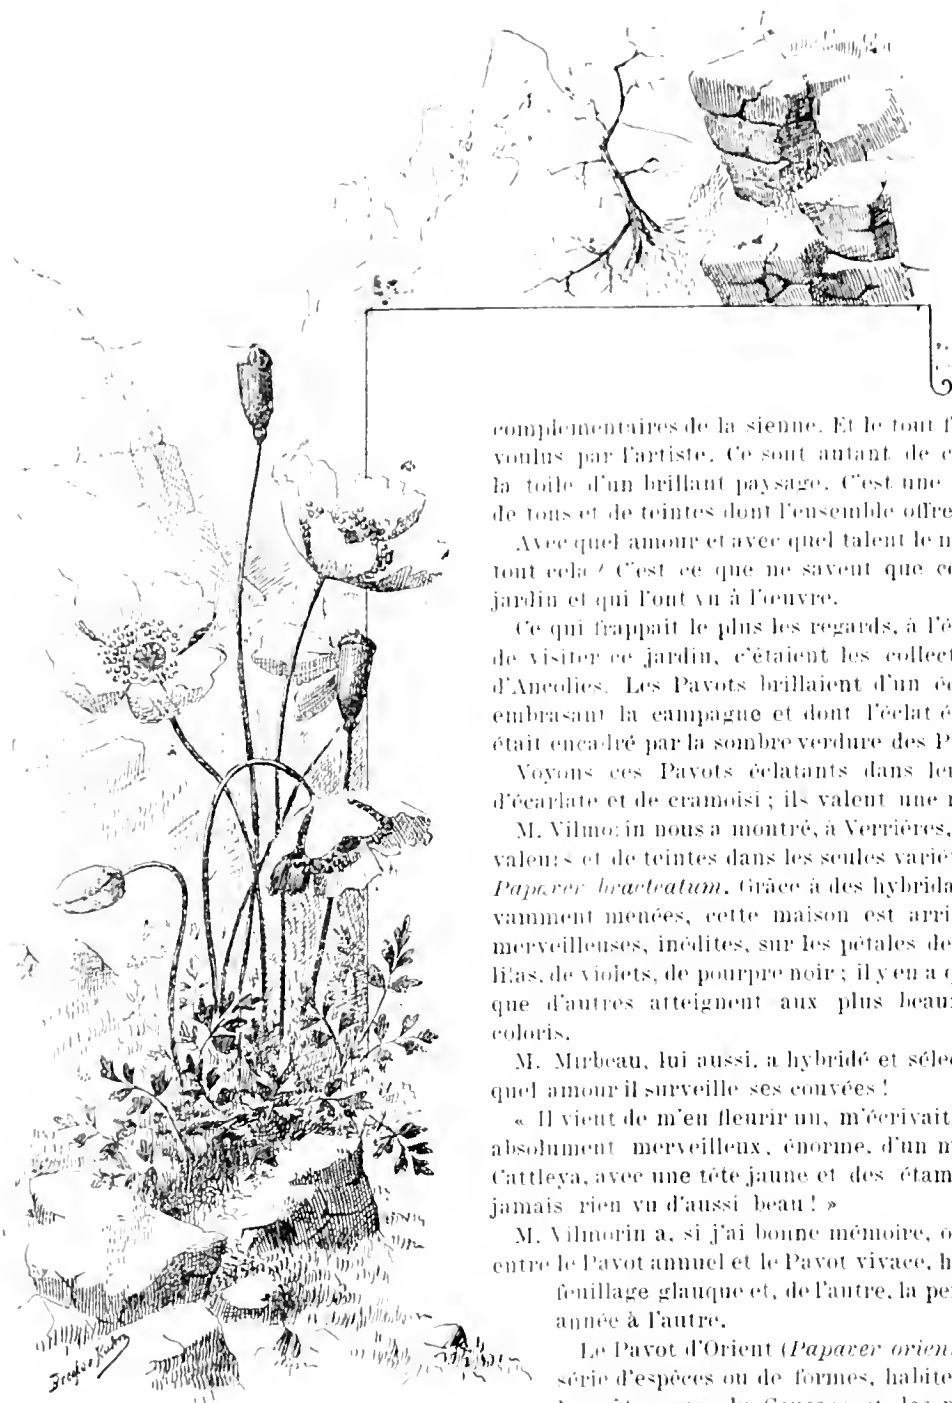 complémentaires de la sienne. Et le tout f
voulus par l'artiste. Ce sont autant de c
la toile d'un brillant paysage. C'est une
de tons et de teintes dont l'ensemble offre
Avec quel amour et avec quel talent le n
tout cela ? C'est ce que ne savent que ce
jardin et qui l'ont vu à l'œuvre.
Ce qui frappait le plus les regards, à l'é
de visiter ce jardin, c'étaient les collect
d'Ancolies. Les Pavots brillaient d'un éc
embrasant la campagne et dont l'éclat é
était encadré par la sombre verdure des P
Voyons ces Pavots éclatants dans leu
d'écarlate et de cramoisi ; ils valent une
M. Vilmorin nous a montré, à Verrières,
valeurs et de teintes dans les seules varié
Papaver bracteatum. Grâce à des hybrida
vamment menées, cette maison est arri
merveilleuses, inédites, sur les pétales de
lilas, de violets, de pourpre noir ; il y en a
que d'autres atteignent aux plus beau
coloris.
M. Mirbeau, lui aussi, a hybridé et sélec
quel amour il surveille ses couvées !
« Il vient de m'en fleurir un, m'écrivait
absolument merveilleux, énorme, d'un m
Cattleya, avec une tête jaune et des étam
jamais rien vu d'aussi beau ! »
M. Vilmorin a, si j'ai bonne mémoire, o
entre le Pavot annuel et le Pavot vivace, h
feuillage glauque et, de l'autre, la pe
année à l'autre.
Le Pavot d'Orient (Papaver orien
série d'espèces ou de formes, habite